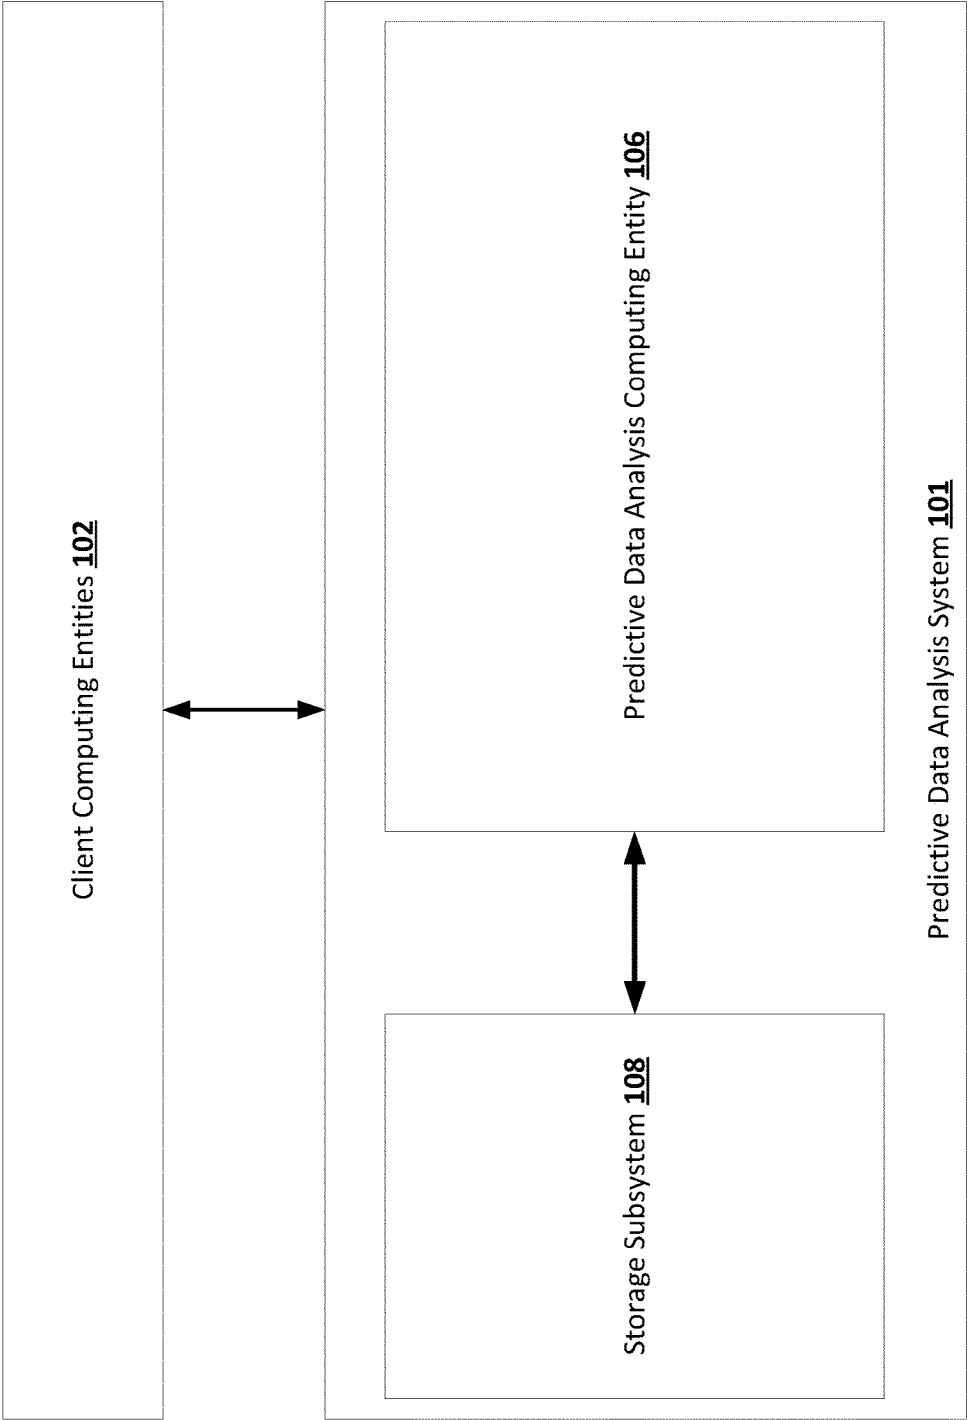 Client Computing Entities 102
Storage Subsystem 108
Predictive Data Analysis Computing Entity 106
Predictive Data Analysis System 101